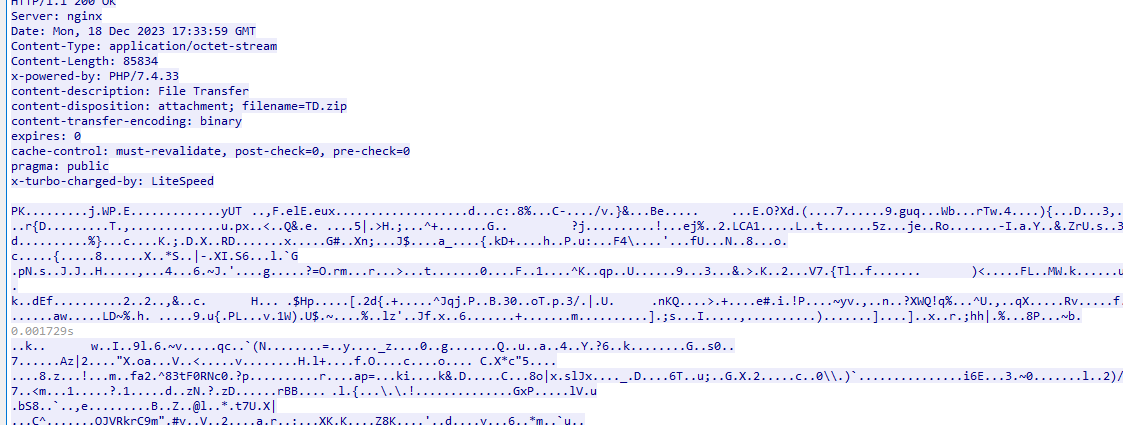 HTTP/1.1 200 OK
Server: nginx
Date: Mon, 18 Dec 2023 17:33:59 GMT
Content-Type: application/octet-stream
Content-Length: 85834
x-powered-by: PHP/7.4.33
content-description: File Transfer
content-disposition: attachment; filename=TD.zip
content-transfer-encoding: binary
expires: 0
cache-control: must-revalidate, post-check=0, pre-check=0
pragma: public
x-turbo-charged-by: LiteSpeed
PK.........j.WP.E.............yUT ..,F.elE.eux...................d...c:.8%...C-..../v.}&...Be..... ...E.O?Xd.(....7......9.guq...Wb...rTw.4....){...D...3,.
..r{D........T.,............u.px..<..Q&.e. ....5|.>H.;...^+.......G.. ?j..........!...ej%..2.LCA1.....L..t.......5z...je..Ro.......-I.a.Y..&.ZrU.s..3
d.........%}...c....K.;.D.X..RD.......x.....G#..Xn;...J$....a_....{.kD+....h..P.u:...F4\....'...fU...N..8...o.
c.....{.....8......X..*S..|-.XI.S6...l.`G
.pN.s..J.J..H.....,...4...6.~J.'....g.....?=O.rm...r...>...t.......0....F..1....^K..qp..U......9...3...&.>.K..2...V7.{Tl..f....... )<.....FL..MW.k......u
.
k..dEf.........2..2..,&..c. H... .$Hp.....[.2d{.+.....^Jqj.P..B.30..oT.p.3/.|.U. .nKQ....>.+....e#.i.!P....~yv.,..n..?XWQ!q%...^U.,..qX.....Rv.....f.
......aw.....LD~%.h. .....9.u{.PL...v.1W).U$.~....%..lz'..Jf.x..6.......+.......m..........].;s...I.....,.........).......]....]..x..r.;hh|.%...8P...~b.
0.001729s
..k.. w..I..9l.6.~v.....qc..`(N........=..y...._z....0..g.......Q..u..a..4..Y.?6..k........G..s0..
7......Az|2...."X.oa...V..<.....v........H.l+....f.O....c....o.... C.X*c"5....
....8.z...!...m..fa2.^83tF0RNc0.?p..........r....ap=...ki....k&.D.....C...8o|x.slJx...._.D....6T..u;..G.X.2.....c..0\\.)`..............i6E...3.~0.......l..2)/
7..<m...1.....?.1.....d..zN.?.zD......rBB.... .l.{...\.\.!..............GxP.....lV.u
.bS8..`..,e.........B..Z..@l..*.t7U.X|
...C^.......OJVRkrC9m".#v..V..2....a.r..:...XK.K....Z8K....'..d....v...6..*m..`u..